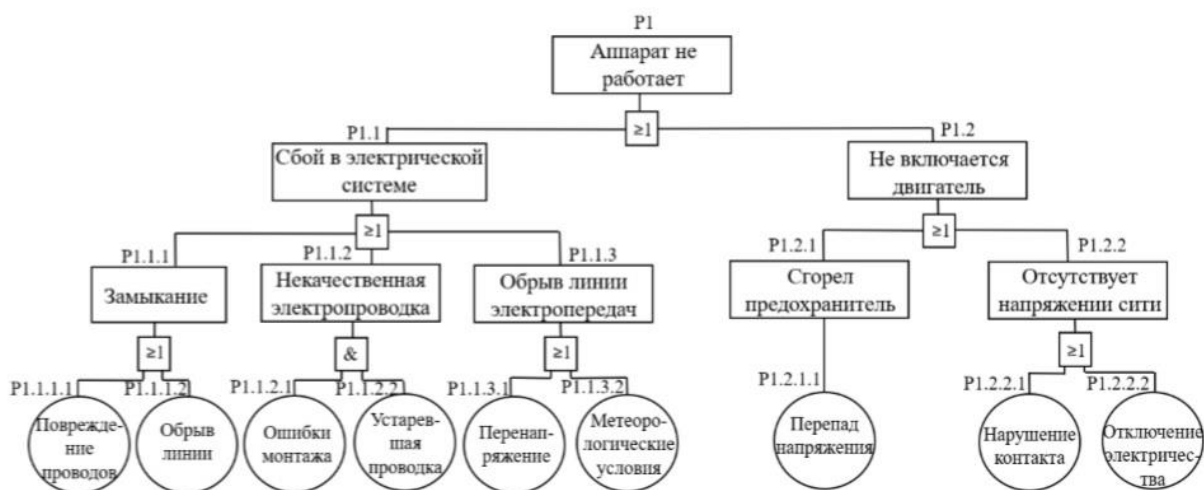 P1
Аппарат не
работает
≥1
P1.1
P1.2
Сбой в электрической
системе
Не включается
двигатель
≥1
≥1
P1.1.1
P1.1.2
P1.1.3
P1.2.1
P1.2.2
Замыкание
Некачественная
электропроводка
Обрыв линии
электропередач
Сгорел
предохранитель
Отсутствует
напряжении сити
≥1
&
≥1
≥1
P1.1.1.1
P1.1.1.2
P1.1.2.1
P1.1.2.2
P1.1.3.1
P1.1.3.2
P1.2.1.1
P1.2.2.1
P1.2.2.2
Поврежде-
ние
проводов
Обрыв
линии
Ошибки
монтажа
Устарев-
шая
проводка
Перенап-
ряжение
Метеоро-
логические
условия
Перепад
напряжения
Нарушение
контакта
Отключение
электричес-
тва